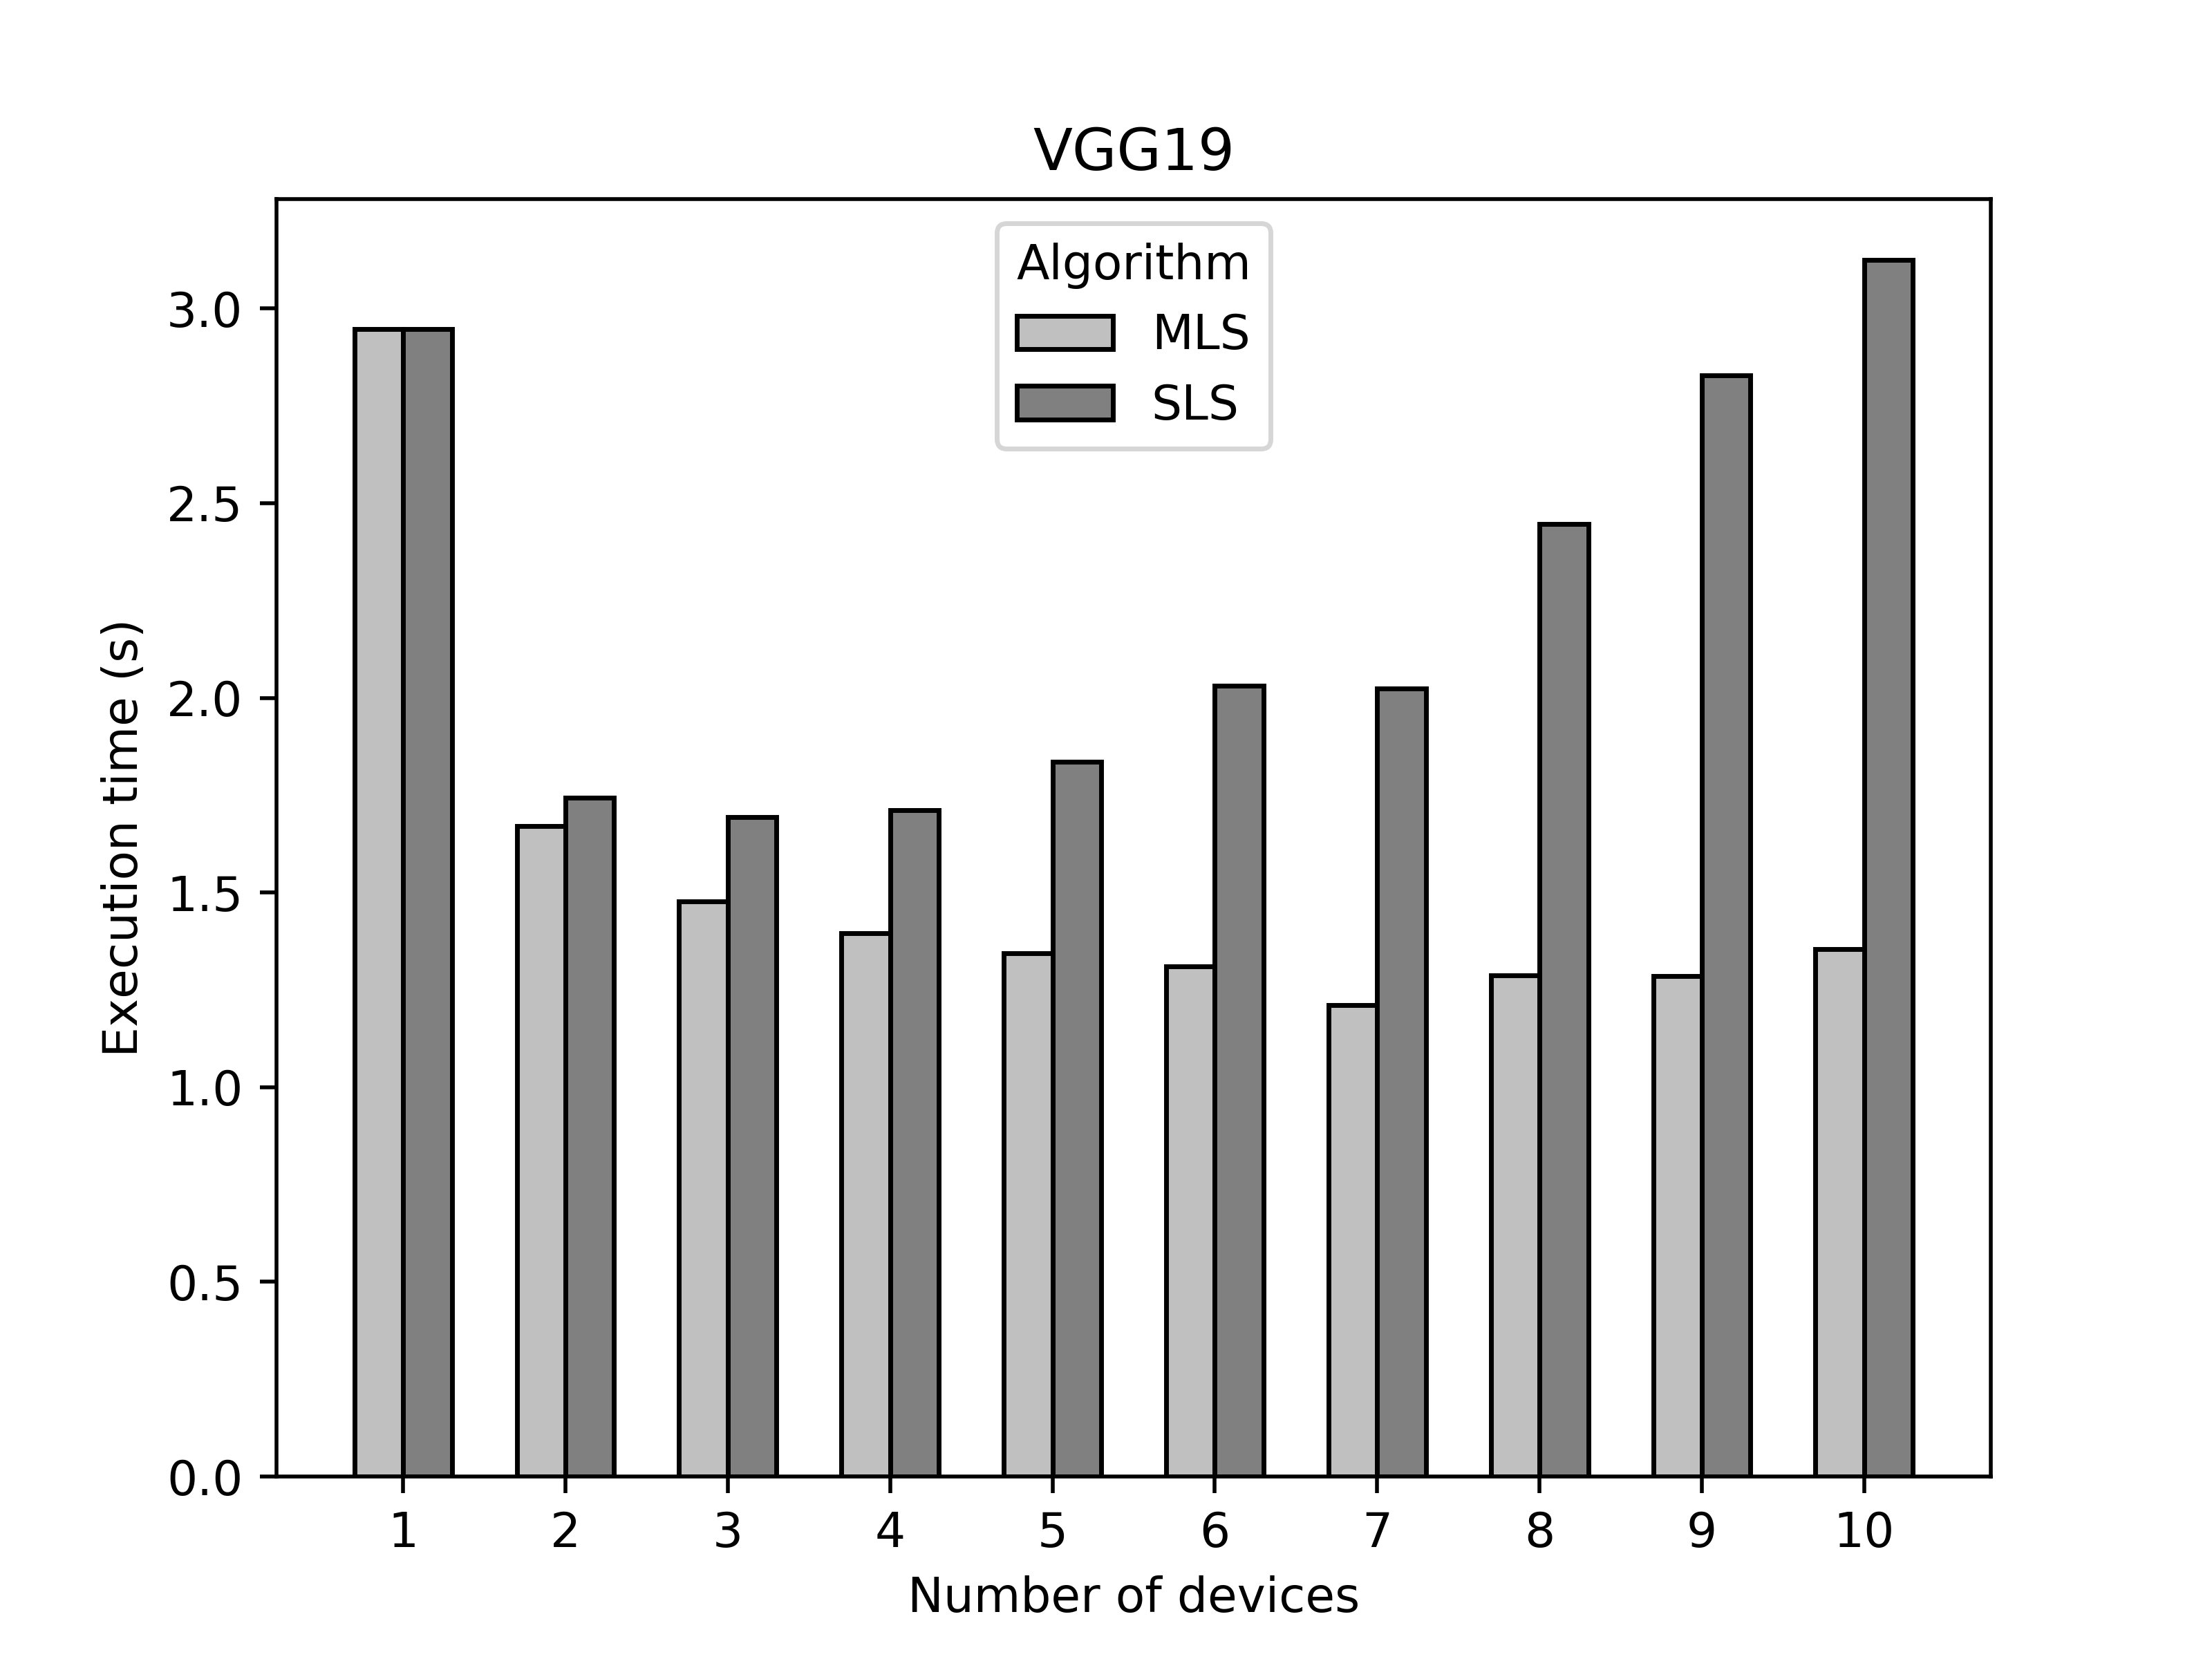 VGG19
Algorithm
MLS
SLS
Execution time (s)
3.0
2.5
2.0
1.5
1.0
0.5
0.0
1 2 3 4 5 6 7 8 9 10
Number of devices